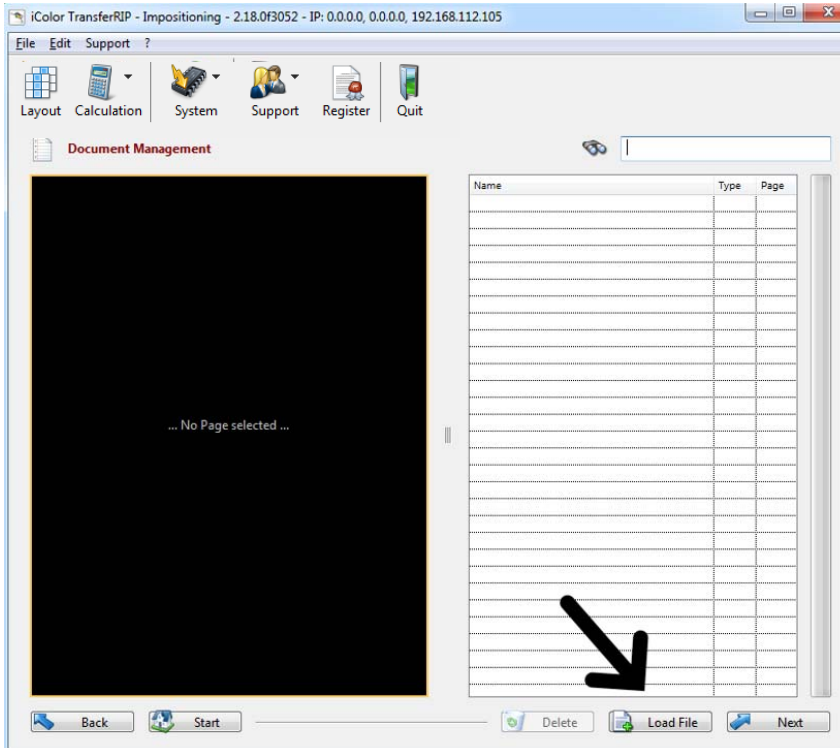 iColor TransferRIP - Impositioning - 2.18.0f3052 - IP: 0.0.0.0, 0.0.0.0, 192.168.112.105
File Edit Support ?
Layout Calculation System Support Register Quit
Document Management
Name Type Page
... No Page selected ...
Back Start Delete Load File Next